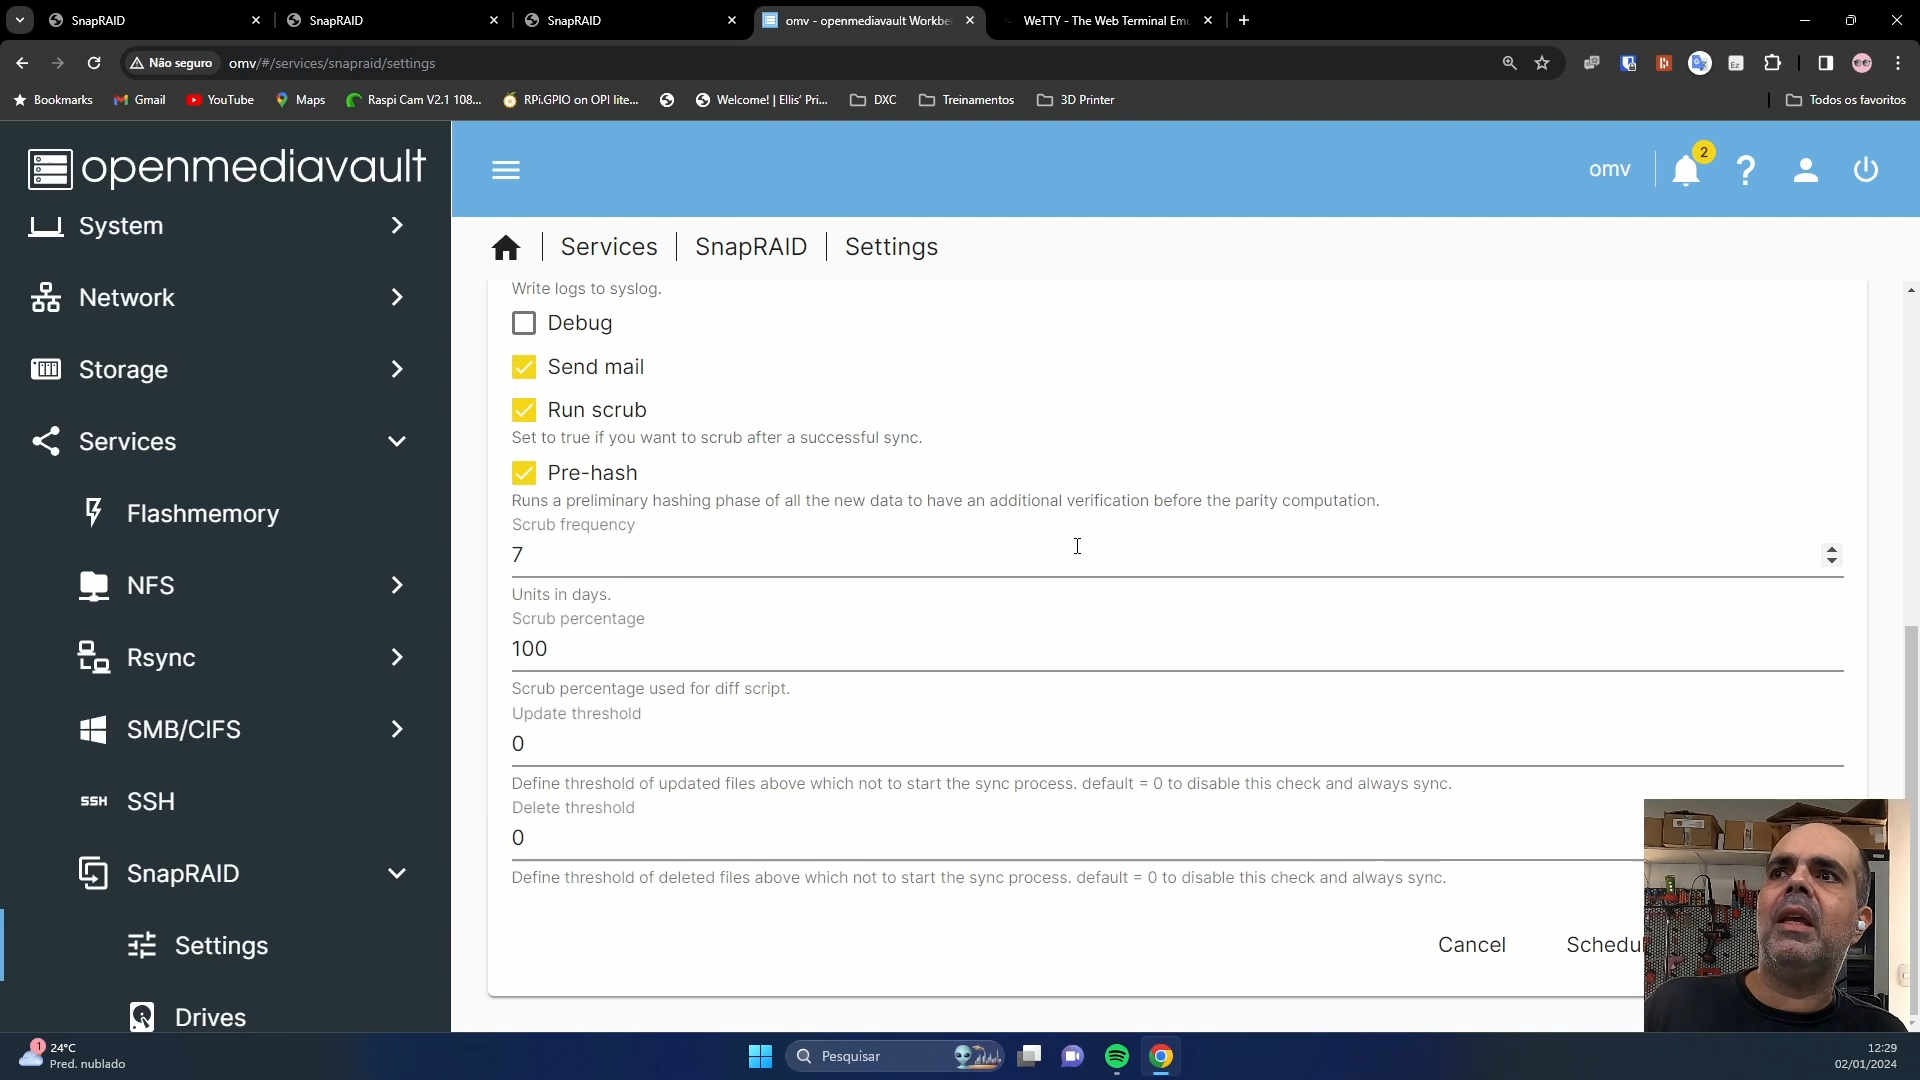 SnapRAID
SnapRAID
SnapRAID
omv - openmediavault Workbe
WeTTY - The Web Terminal Em
Não seguro
omv/#/services/snapraid/settings
Bookmarks
Gmail
YouTube
Maps
Raspi Cam V2.1 108...
RPi.GPIO on OPI lite...
Welcome! | Ellis' Pri...
DXC
Treinamentos
3D Printer
Todos os favoritos
openmediavault
omv
2
System
Network
Storage
Services
Flashmemory
NFS
Rsync
SMB/CIFS
SSH SSH
SnapRAID
Settings
Drives
Services
SnapRAID
Settings
Write logs to syslog.
Debug
Send mail
Run scrub
Set to true if you want to scrub after a successful sync.
Pre-hash
Runs a preliminary hashing phase of all the new data to have an additional verification before the parity computation.
Scrub frequency
7
Units in days.
Scrub percentage
100
Scrub percentage used for diff script.
Update threshold
0
Define threshold of updated files above which not to start the sync process. default = 0 to disable this check and always sync.
Delete threshold
0
Define threshold of deleted files above which not to start the sync process. default = 0 to disable this check and always sync.
Cancel
Schedu
1
24°C
Pred. nublado
Pesquisar
12:29
02/01/2024